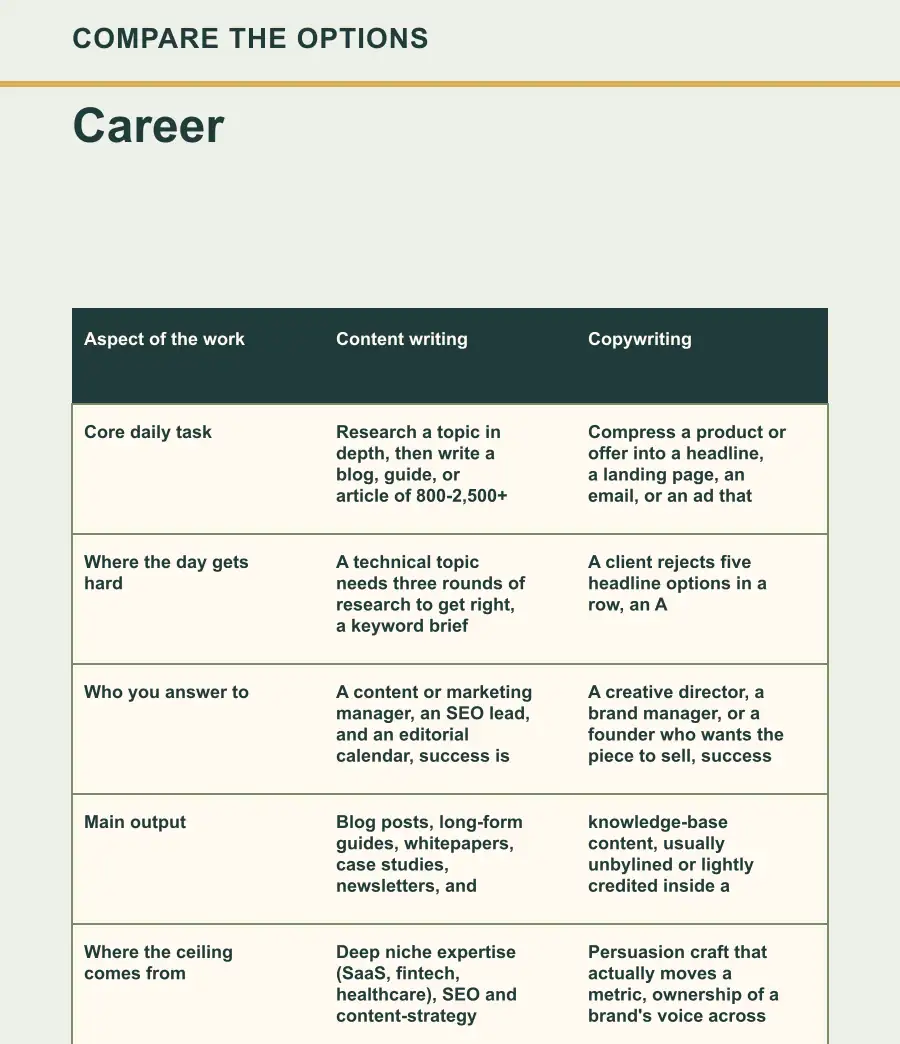 COMPARE THE OPTIONS
Career
Aspect of the work
Content writing
Copywriting
Core daily task
Research a topic in
depth, then write a
blog, guide, or
article of 800-2,500+
Compress a product or
offer into a headline,
a landing page, an
email, or an ad that
Where the day gets
hard
A technical topic
needs three rounds of
research to get right,
a keyword brief
A client rejects five
headline options in a
row, an A
Who you answer to
A content or marketing
manager, an SEO lead,
and an editorial
calendar, success is
A creative director, a
brand manager, or a
founder who wants the
piece to sell, success
Main output
Blog posts, long-form
guides, whitepapers,
case studies,
newsletters, and
knowledge-base
content, usually
unbylined or lightly
credited inside a
Where the ceiling
comes from
Deep niche expertise
(SaaS, fintech,
healthcare), SEO and
content-strategy
Persuasion craft that
actually moves a
metric, ownership of a
brand's voice across